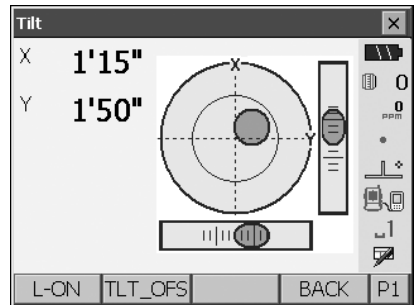 Tilt
X 1'15"
Y 1'50"
X
Y
0
0
PPM
1
L-ON TLT_OFS BACK P1